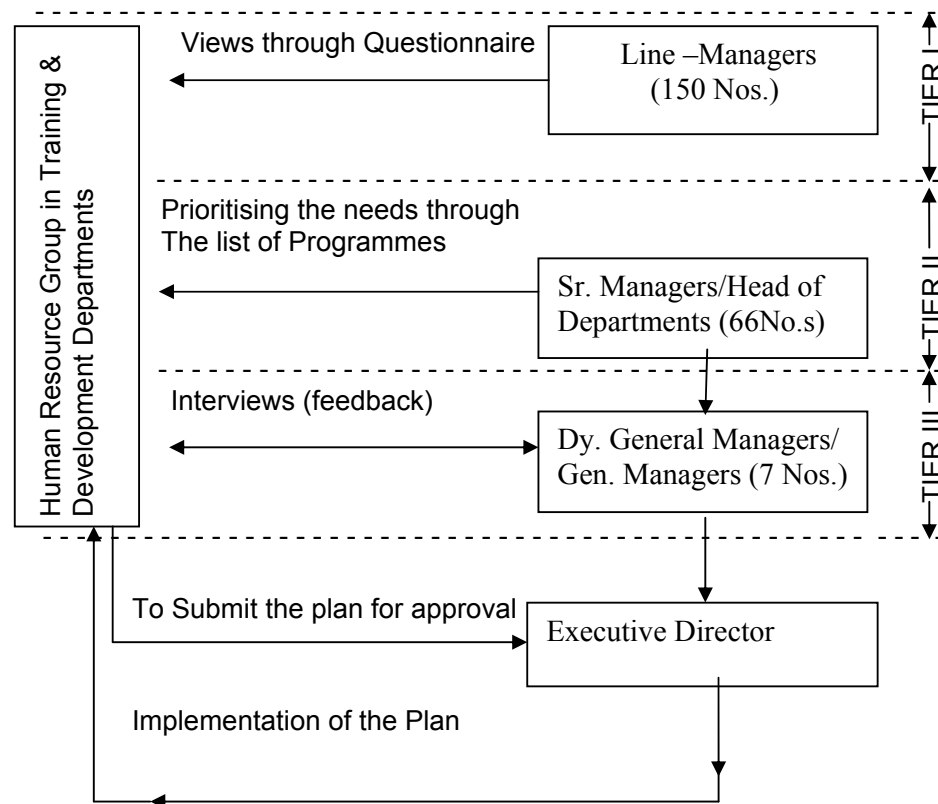 Human Resource Group in Training &
Development Departments
Views through Questionnaire
Line –Managers
(150 Nos.)
TIER I
Prioritising the needs through
The list of Programmes
Sr. Managers/Head of
Departments (66No.s)
TIER II
Interviews (feedback)
Dy. General Managers/
Gen. Managers (7 Nos.)
TIER III
To Submit the plan for approval
Executive Director
Implementation of the Plan